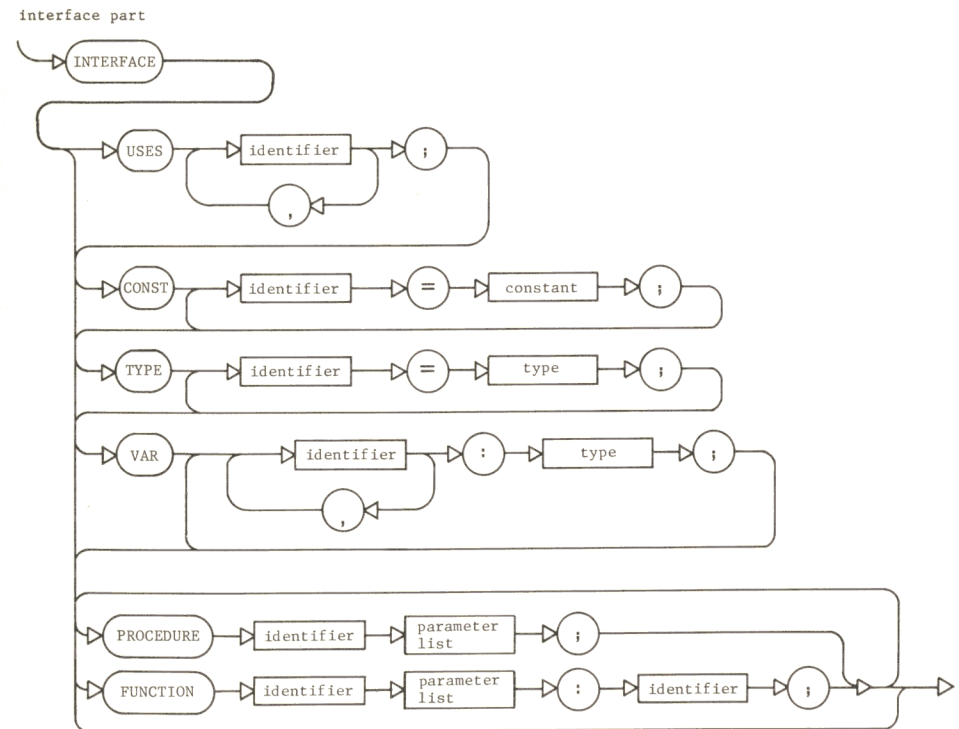 interface part
INTERFACE
USES identifier ;
,
CONST identifier = constant ;
TYPE identifier = type ;
VAR identifier : type ;
,
PROCEDURE identifier parameter list ;
FUNCTION identifier parameter list : identifier ;